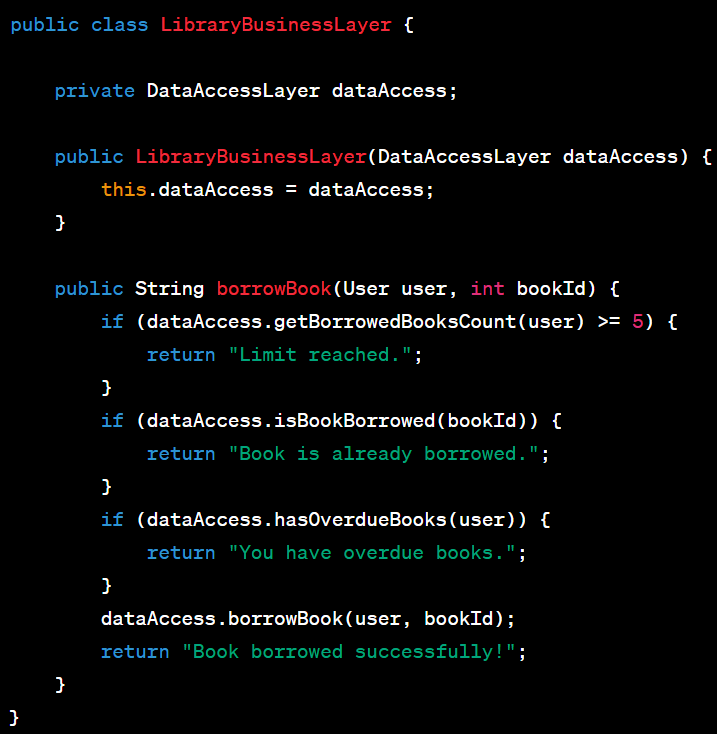 public class LibraryBusinessLayer {
private DataAccessLayer dataAccess;
public LibraryBusinessLayer(DataAccessLayer dataAccess) {
this.dataAccess = dataAccess;
}
public String borrowBook(User user, int bookId) {
if (dataAccess.getBorrowedBooksCount(user) >= 5) {
return "Limit reached.";
}
if (dataAccess.isBookBorrowed(bookId)) {
return "Book is already borrowed.";
}
if (dataAccess.hasOverdueBooks(user)) {
return "You have overdue books.";
}
dataAccess.borrowBook(user, bookId);
return "Book borrowed successfully!";
}
}